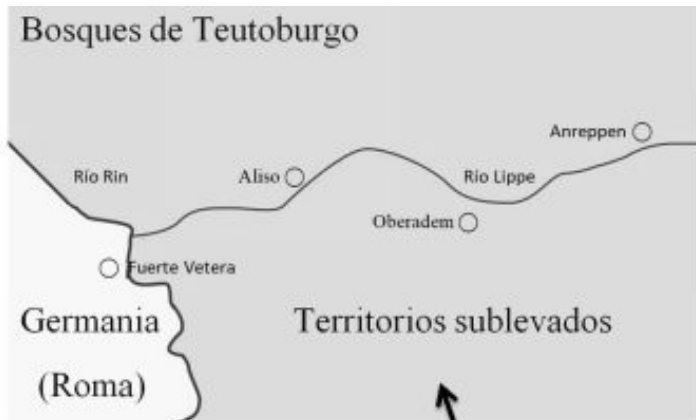 Bosques de Teutoburgo
Anreppen
Río Rin
Aliso
Río Lippe
Oberadem
Fuerte Vetera
Germania
(Roma)
Territorios sublevados